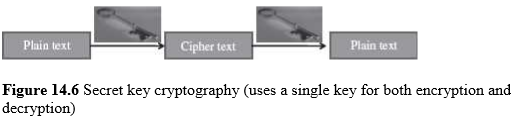 Plain text
Cipher text
Plain text
Figure 14.6 Secret key cryptography (uses a single key for both encryption and
decryption)